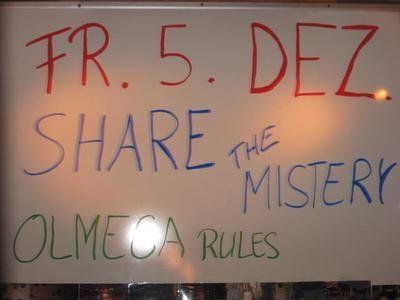 FR. 5. DEZ.
SHARE THE MISTERY
OLMECA RULES